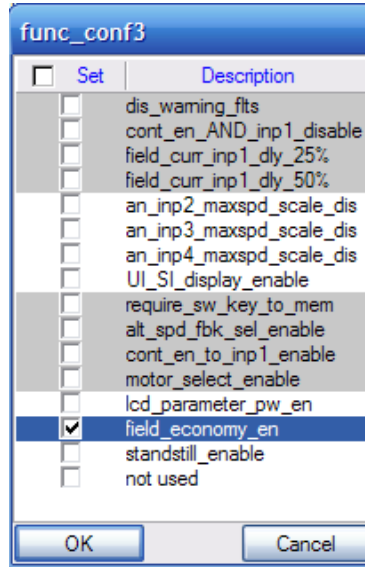 func_conf3
Set Description
dis_warning_flts
cont_en_AND_inp1_disable
field_curr_inp1_dly_25%
field_curr_inp1_dly_50%
an_inp2_maxspd_scale_dis
an_inp3_maxspd_scale_dis
an_inp4_maxspd_scale_dis
UI_SI_display_enable
require_sw_key_to_mem
alt_spd_fbk_sel_enable
cont_en_to_inp1_enable
motor_select_enable
lcd_parameter_pw_en
field_economy_en
standstill_enable
not used
OK Cancel